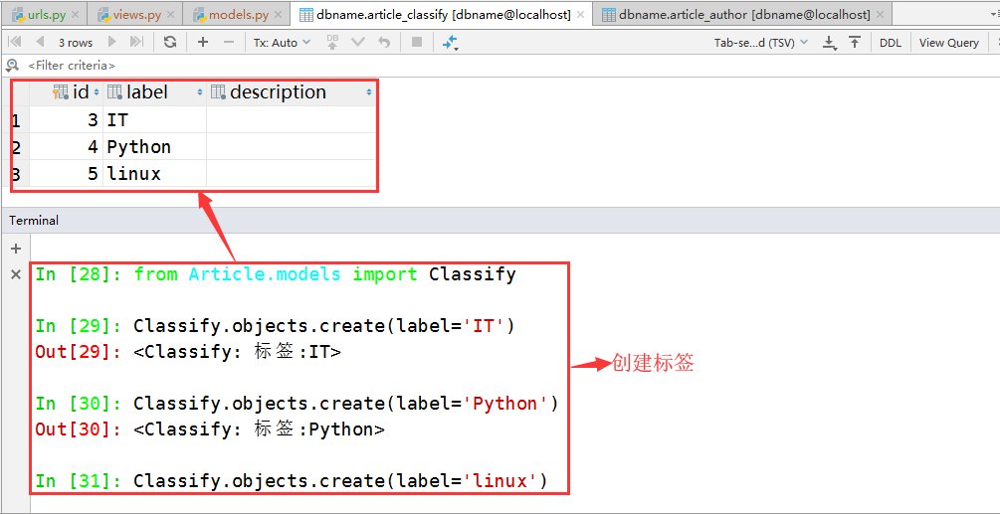 urls.py × views.py × models.py × dbname.article_classify [dbname@localhost] × dbname.article_author [dbname@localhost] ×
3 rows Tx: Auto DB Tab-se...d (TSV) DDL View Query
<Filter criteria>
id label description
1 3 IT
2 4 Python
3 5 linux
Terminal
In [28]: from Article.models import Classify
In [29]: Classify.objects.create(label='IT')
Out[29]: <Classify: 标签:IT>
创建标签
In [30]: Classify.objects.create(label='Python')
Out[30]: <Classify: 标签:Python>
In [31]: Classify.objects.create(label='linux')